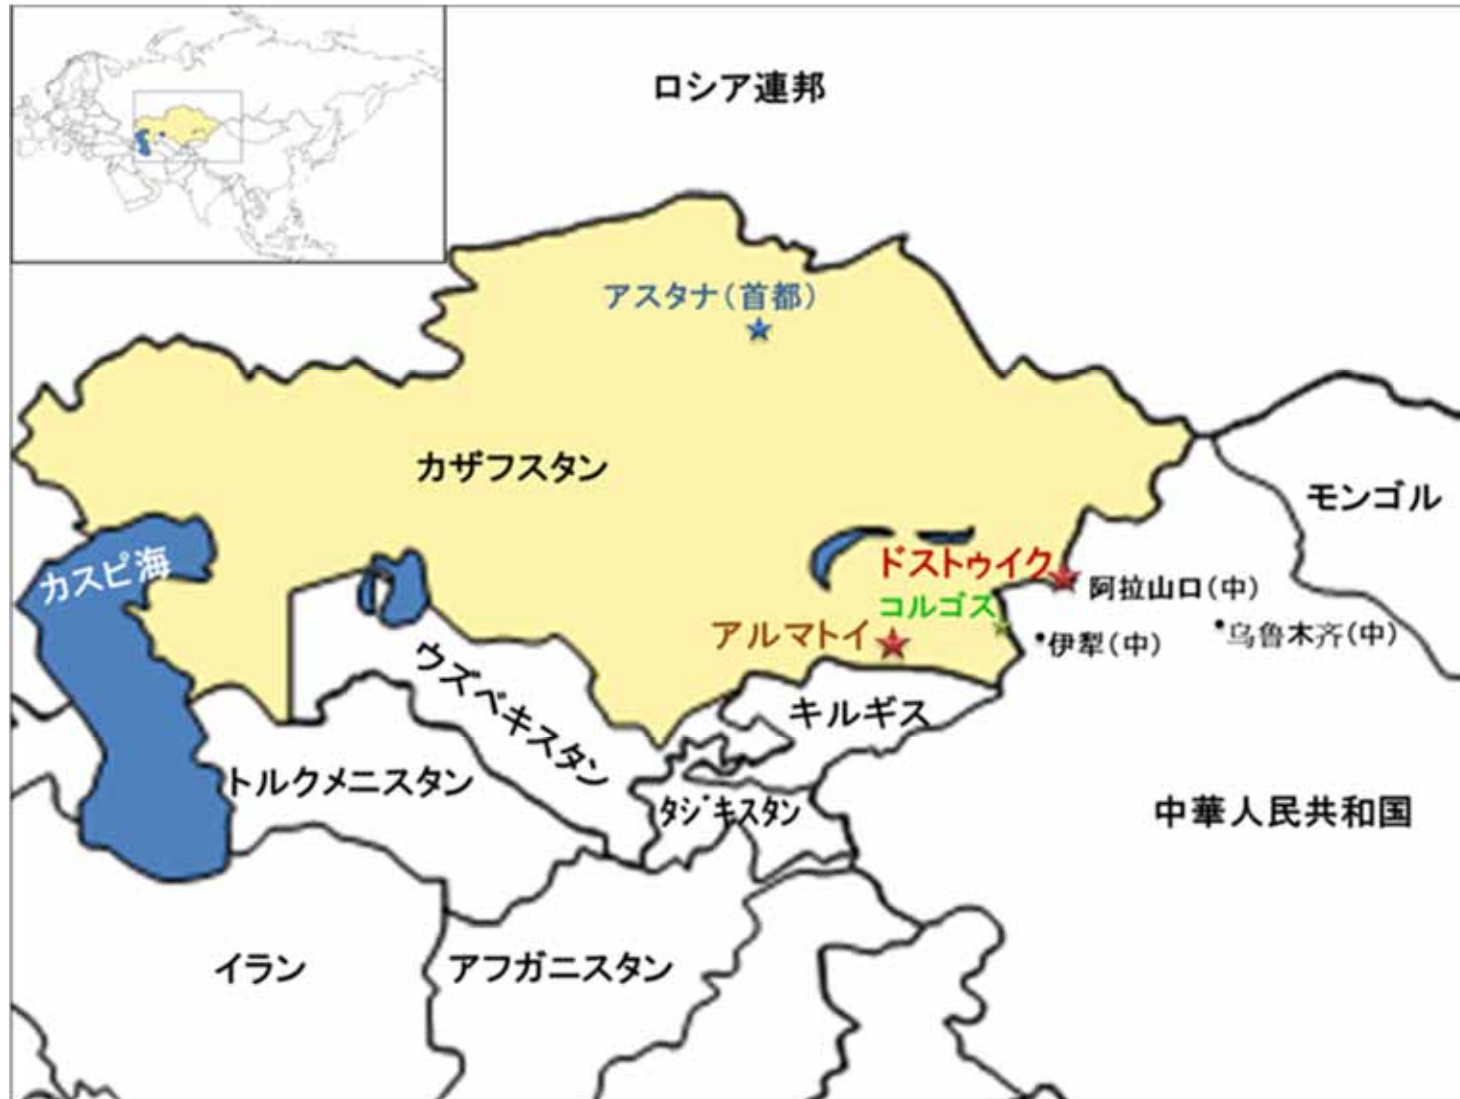 ロシア連邦
アスタナ(首都)
カザフスタン
モンゴル
カスピ海
ドストゥイク
阿拉山口(中)
コルゴス
アルマトイ
伊犁(中)
乌鲁木齐(中)
ウズベキスタン
キルギス
トルクメニスタン
タジキスタン
中華人民共和国
イラン
アフガニスタン